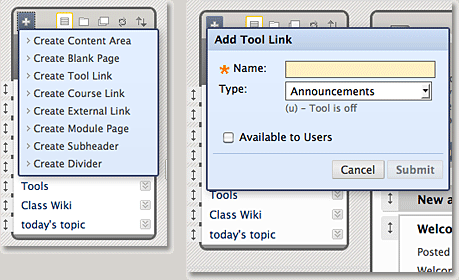 Create Content Area
Create Blank Page
Create Tool Link
Create Course Link
Create External Link
Create Module Page
Create Subheader
Create Divider
Tools
Class Wiki
today's topic
Add Tool Link
Name:
Type:
Announcements
(u) – Tool is off
Available to Users
Cancel
Submit
Tools
Class Wiki
today's topic
New a
Welco
Posted
Welcom